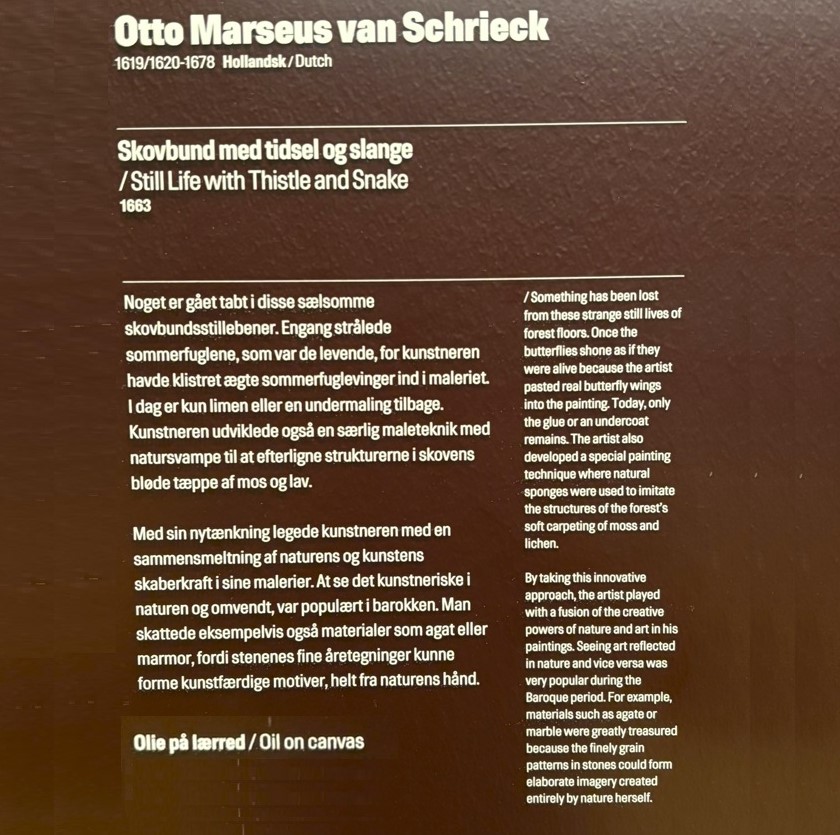 Otto Marseus van Schrieck
1619/1620-1678 Hollandsk / Dutch
Skovbund med tidsel og slange
/ Still Life with Thistle and Snake
1663
Noget er gået tabt i disse sælsomme
skovbundsstillebener. Engang strålede
sommerfuglene, som var de levende, for kunstneren
havde klistret ægte sommerfuglevinger ind i maleriet.
I dag er kun limen eller en undermaling tilbage.
Kunstneren udviklede også en særlig maleteknik med
natursvampe til at efterligne strukturerne i skovens
bløde tæppe af mos og lav.
Med sin nytænkning legede kunstneren med en
sammensmeltning af naturens og kunstens
skaberkraft i sine malerier. At se det kunstneriske i
naturen og omvendt, var populært i barokken. Man
skattede eksempelvis også materialer som agat eller
marmor, fordi stenenes fine åretegninger kunne
forme kunstfærdige motiver, helt fra naturens hånd.
Olie på lærred / Oil on canvas
/ Something has been lost
from these strange still lives of
forest floors. Once the
butterflies shone as if they
were alive because the artist
pasted real butterfly wings
into the painting. Today, only
the glue or an undercoat
remains. The artist also
developed a special painting
technique where natural
sponges were used to imitate
the structures of the forest's
soft carpeting of moss and
lichen.
By taking this innovative
approach, the artist played
with a fusion of the creative
powers of nature and art in his
paintings. Seeing art reflected
in nature and vice versa was
very popular during the
Baroque period. For example,
materials such as agate or
marble were greatly treasured
because the finely grain
patterns in stones could form
elaborate imagery created
entirely by nature herself.